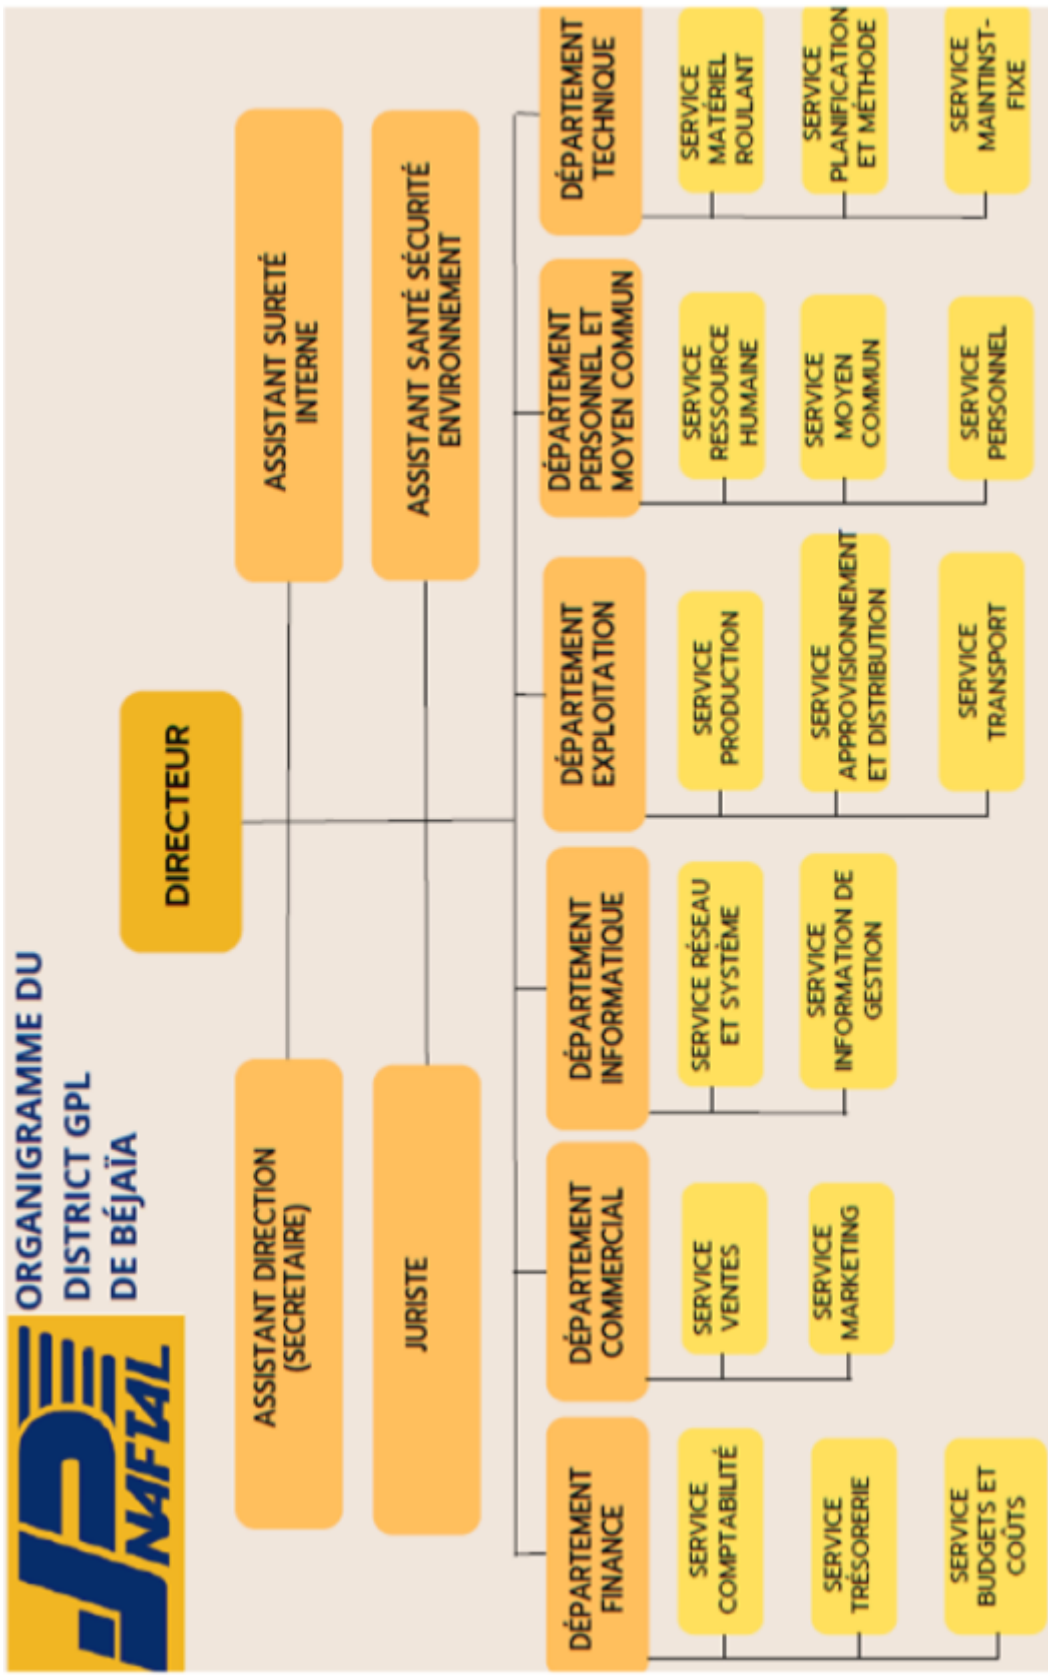 NAFTAL
ORGANIGRAMME DU
DISTRICT GPL
DE BÉJAÏA
DIRECTEUR
ASSISTANT DIRECTION
(SECRETAIRE)
ASSISTANT SURETÉ
INTERNE
JURISTE
ASSISTANT SANTÉ SÉCURITÉ
ENVIRONNEMENT
DÉPARTEMENT
FINANCE
SERVICE
COMPTABILITÉ
SERVICE
TRÉSORERIE
SERVICE
BUDGETS ET
COÛTS
DÉPARTEMENT
COMMERCIAL
SERVICE
VENTES
SERVICE
MARKETING
DÉPARTEMENT
INFORMATIQUE
SERVICE RÉSEAU
ET SYSTÈME
SERVICE
INFORMATION DE
GESTION
DÉPARTEMENT
EXPLOITATION
SERVICE
PRODUCTION
SERVICE
APPROVISIONNEMENT
ET DISTRIBUTION
SERVICE
TRANSPORT
DÉPARTEMENT
PERSONNEL ET
MOYEN COMMUN
SERVICE
RESSOURCE
HUMAINE
SERVICE
MOYEN
COMMUN
SERVICE
PERSONNEL
DÉPARTEMENT
TECHNIQUE
SERVICE
MATÉRIEL
ROULANT
SERVICE
PLANIFICATION
ET MÉTHODE
SERVICE
MAINTINST-
FIXE